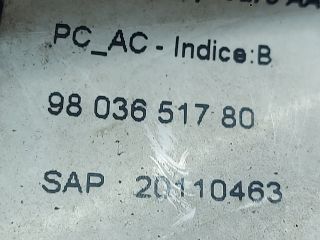 PC_AC - Indice:B
98 036 517 80
SAP : 20110463